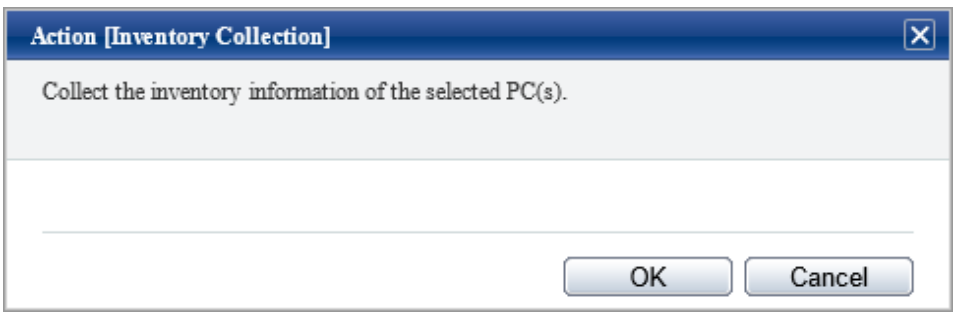 Action [Inventory Collection]
Collect the inventory information of the selected PC(s).
OK
Cancel